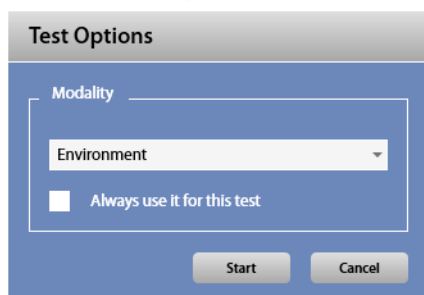 Test Options
Modality
Environment
Always use it for this test
Start Cancel